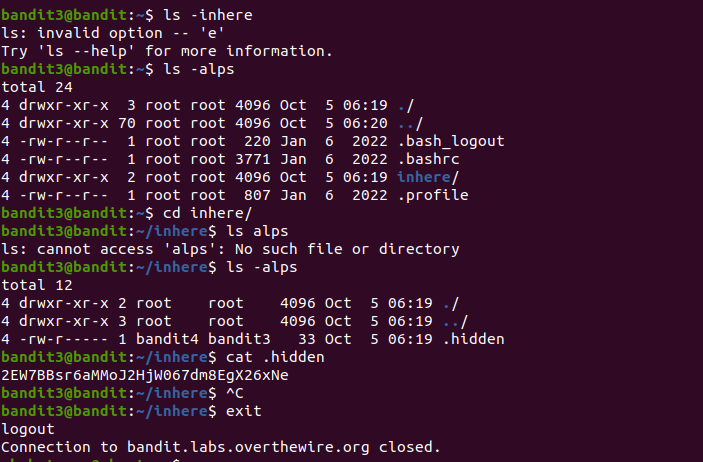 bandit3@bandit:~$ ls -inhere
ls: invalid option -- 'e'
Try 'ls --help' for more information.
bandit3@bandit:~$ ls -alps
total 24
4 drwxr-xr-x  3 root root 4096 Oct  5 06:19 ./
4 drwxr-xr-x 70 root root 4096 Oct  5 06:20 ../
4 -rw-r--r--  1 root root  220 Jan  6  2022 .bash_logout
4 -rw-r--r--  1 root root 3771 Jan  6  2022 .bashrc
4 drwxr-xr-x  2 root root 4096 Oct  5 06:19 inhere/
4 -rw-r--r--  1 root root  807 Jan  6  2022 .profile
bandit3@bandit:~$ cd inhere/
bandit3@bandit:~/inhere$ ls alps
ls: cannot access 'alps': No such file or directory
bandit3@bandit:~/inhere$ ls -alps
total 12
4 drwxr-xr-x 2 root    root    4096 Oct  5 06:19 ./
4 drwxr-xr-x 3 root    root    4096 Oct  5 06:19 ../
4 -rw-r----- 1 bandit4 bandit3   33 Oct  5 06:19 .hidden
bandit3@bandit:~/inhere$ cat .hidden
2EW7BBsr6aMMoJ2HjW067dm8EgX26xNe
bandit3@bandit:~/inhere$ ^C
bandit3@bandit:~/inhere$ exit
logout
Connection to bandit.labs.overthewire.org closed.